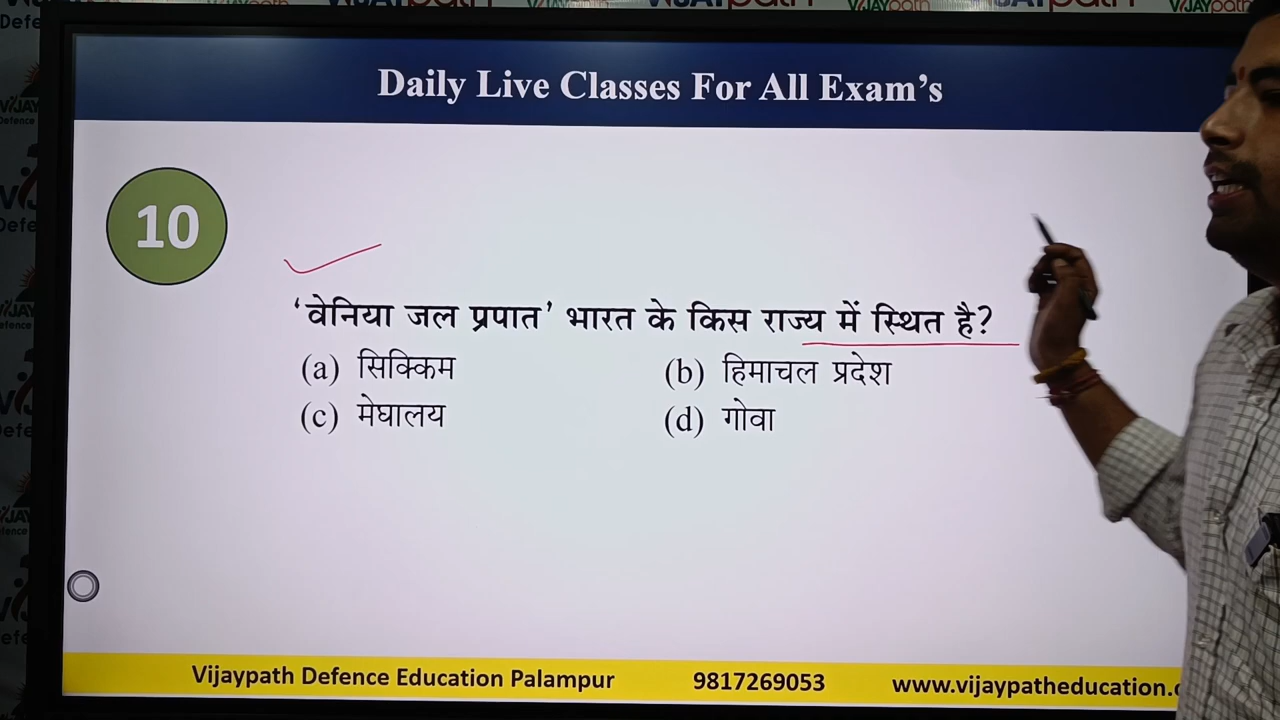 Daily Live Classes For All Exam's
10
'वेनिया जल प्रपात' भारत के किस राज्य में स्थित है?
(a) सिक्किम
(b) हिमाचल प्रदेश
(c) मेघालय
(d) गोवा
Vijaypath Defence Education Palampur 9817269053 www.vijaypatheducation.c